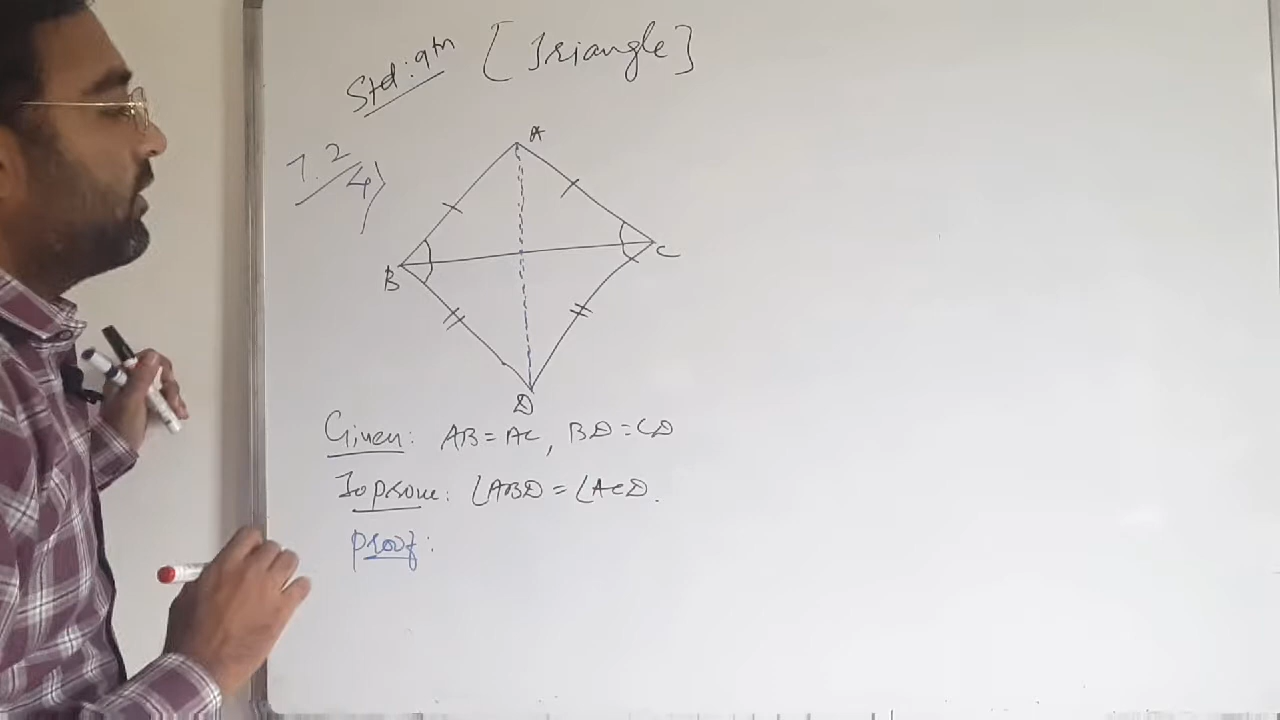 Std: 9th [Triangle]
7.2/4)
A
B
C
D
Given: AB = AC, BD = CD
To prove: ∠ABD = ∠ACD.
Proof: